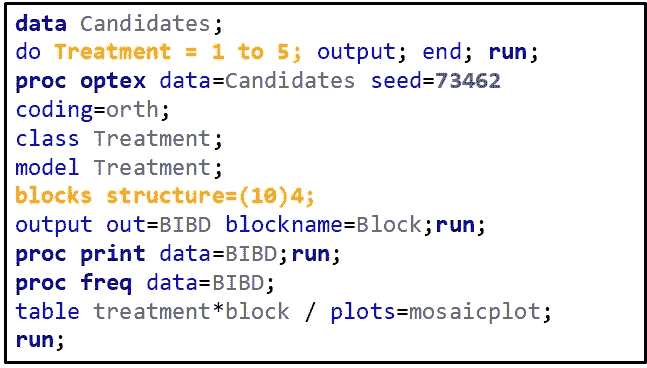 data Candidates;
do Treatment = 1 to 5; output; end; run;
proc optex data=Candidates seed=73462
coding=orth;
class Treatment;
model Treatment;
blocks structure=(10)4;
output out=BIBD blockname=Block;run;
proc print data=BIBD;run;
proc freq data=BIBD;
table treatment*block / plots=mosaicplot;
run;